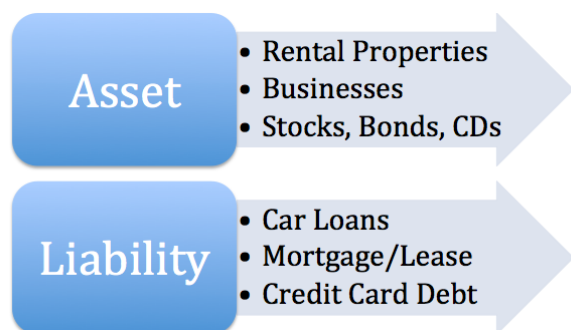 Asset
• Rental Properties
• Businesses
• Stocks, Bonds, CDs
Liability
• Car Loans
• Mortgage/Lease
• Credit Card Debt